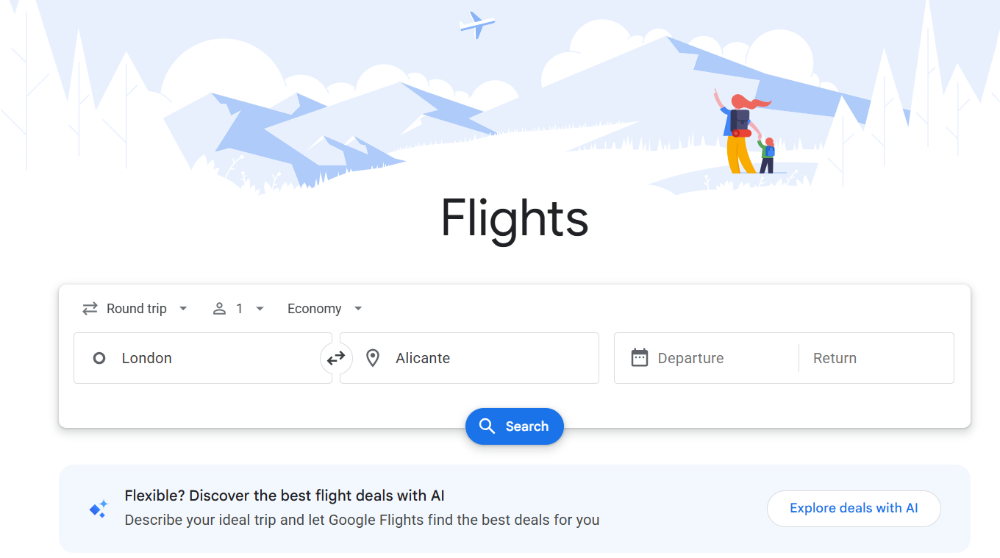 Flights
Round trip 1 Economy
London Alicante Departure Return
Search
Flexible? Discover the best flight deals with AI
Describe your ideal trip and let Google Flights find the best deals for you
Explore deals with AI